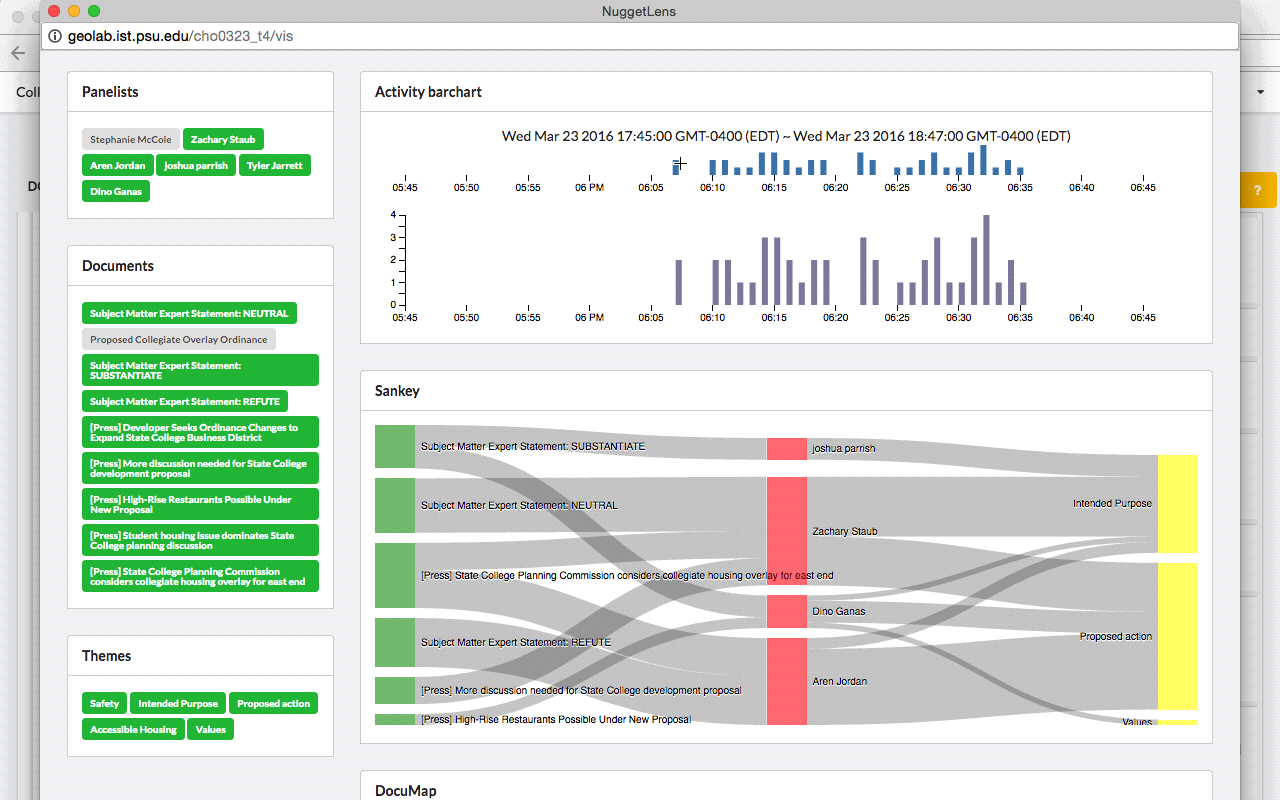 NuggetLens
geolab.ist.psu.edu/cho0323_t4/vis
Coll
DO
?
Panelists
Stephanie McCole
Zachary Staub
Aren Jordan
joshua parrish
Tyler Jarrett
Dino Ganas
Documents
Subject Matter Expert Statement: NEUTRAL
Proposed Collegiate Overlay Ordinance
Subject Matter Expert Statement:
SUBSTANTIATE
Subject Matter Expert Statement: REFUTE
[Press] Developer Seeks Ordinance Changes to
Expand State College Business District
[Press] More discussion needed for State College
development proposal
[Press] High-Rise Restaurants Possible Under
New Proposal
[Press] Student housing issue dominates State
College planning discussion
[Press] State College Planning Commission
considers collegiate housing overlay for east end
Themes
Safety
Intended Purpose
Proposed action
Accessible Housing
Values
Activity barchart
Wed Mar 23 2016 17:45:00 GMT-0400 (EDT) ~ Wed Mar 23 2016 18:47:00 GMT-0400 (EDT)
05:45 05:50 05:55 06 PM 06:05 06:10 06:15 06:20 06:25 06:30 06:35 06:40 06:45
4
3
2
1
0
05:45 05:50 05:55 06 PM 06:05 06:10 06:15 06:20 06:25 06:30 06:35 06:40 06:45
Sankey
Subject Matter Expert Statement: SUBSTANTIATE
joshua parrish
Subject Matter Expert Statement: NEUTRAL
Intended Purpose
Zachary Staub
[Press] State College Planning Commission considers collegiate housing overlay for east end
Dino Ganas
Subject Matter Expert Statement: REFUTE
Proposed action
Aren Jordan
[Press] More discussion needed for State College development proposal
[Press] High-Rise Restaurants Possible Under New Proposal
Values
DocuMap